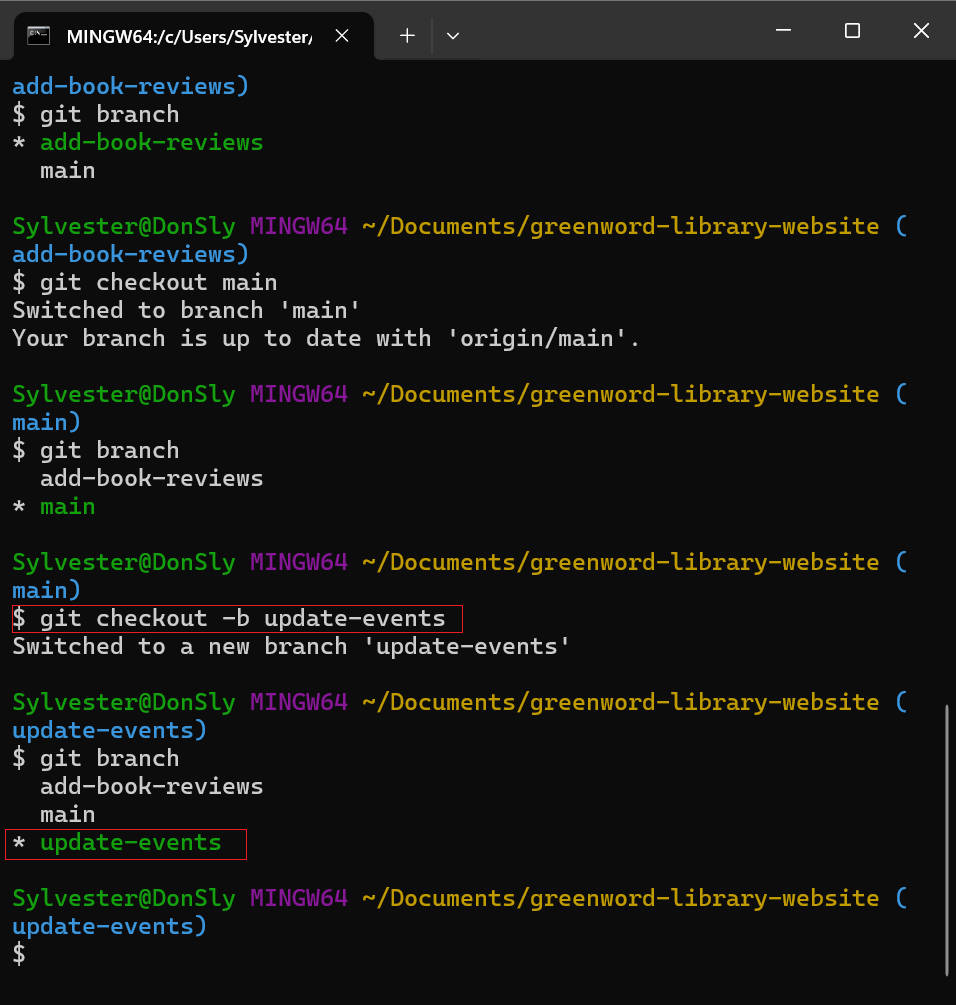 MINGW64:/c/Users/Sylvester/
add-book-reviews)
$ git branch
* add-book-reviews
  main
Sylvester@DonSly MINGW64 ~/Documents/greenword-library-website (
add-book-reviews)
$ git checkout main
Switched to branch 'main'
Your branch is up to date with 'origin/main'.
Sylvester@DonSly MINGW64 ~/Documents/greenword-library-website (
main)
$ git branch
  add-book-reviews
* main
Sylvester@DonSly MINGW64 ~/Documents/greenword-library-website (
main)
$ git checkout -b update-events
Switched to a new branch 'update-events'
Sylvester@DonSly MINGW64 ~/Documents/greenword-library-website (
update-events)
$ git branch
  add-book-reviews
  main
* update-events
Sylvester@DonSly MINGW64 ~/Documents/greenword-library-website (
update-events)
$